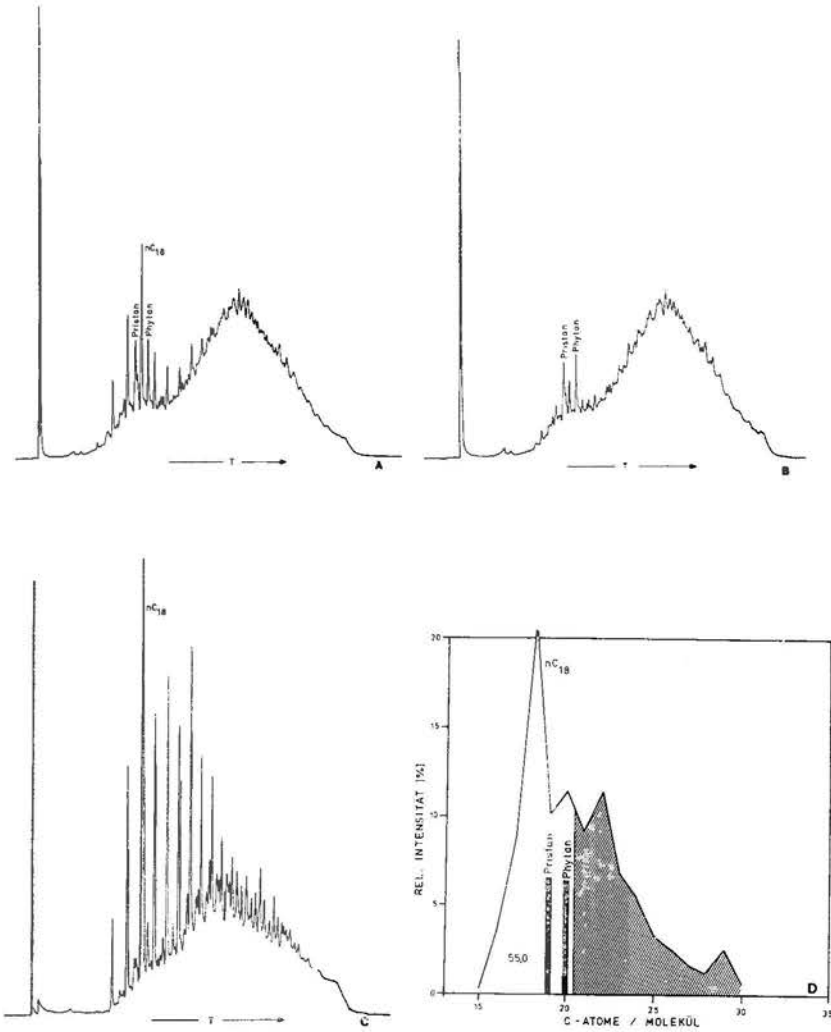 nC18
Pristan
Phytan
T
A
Pristan
Phytan
T
B
nC18
T
C
REL. INTENSITÄT [%]
20
15
10
5
0
nC18
Pristan
Phytan
55,0
D
15
20
25
30
35
C-ATOME / MOLEKÜL